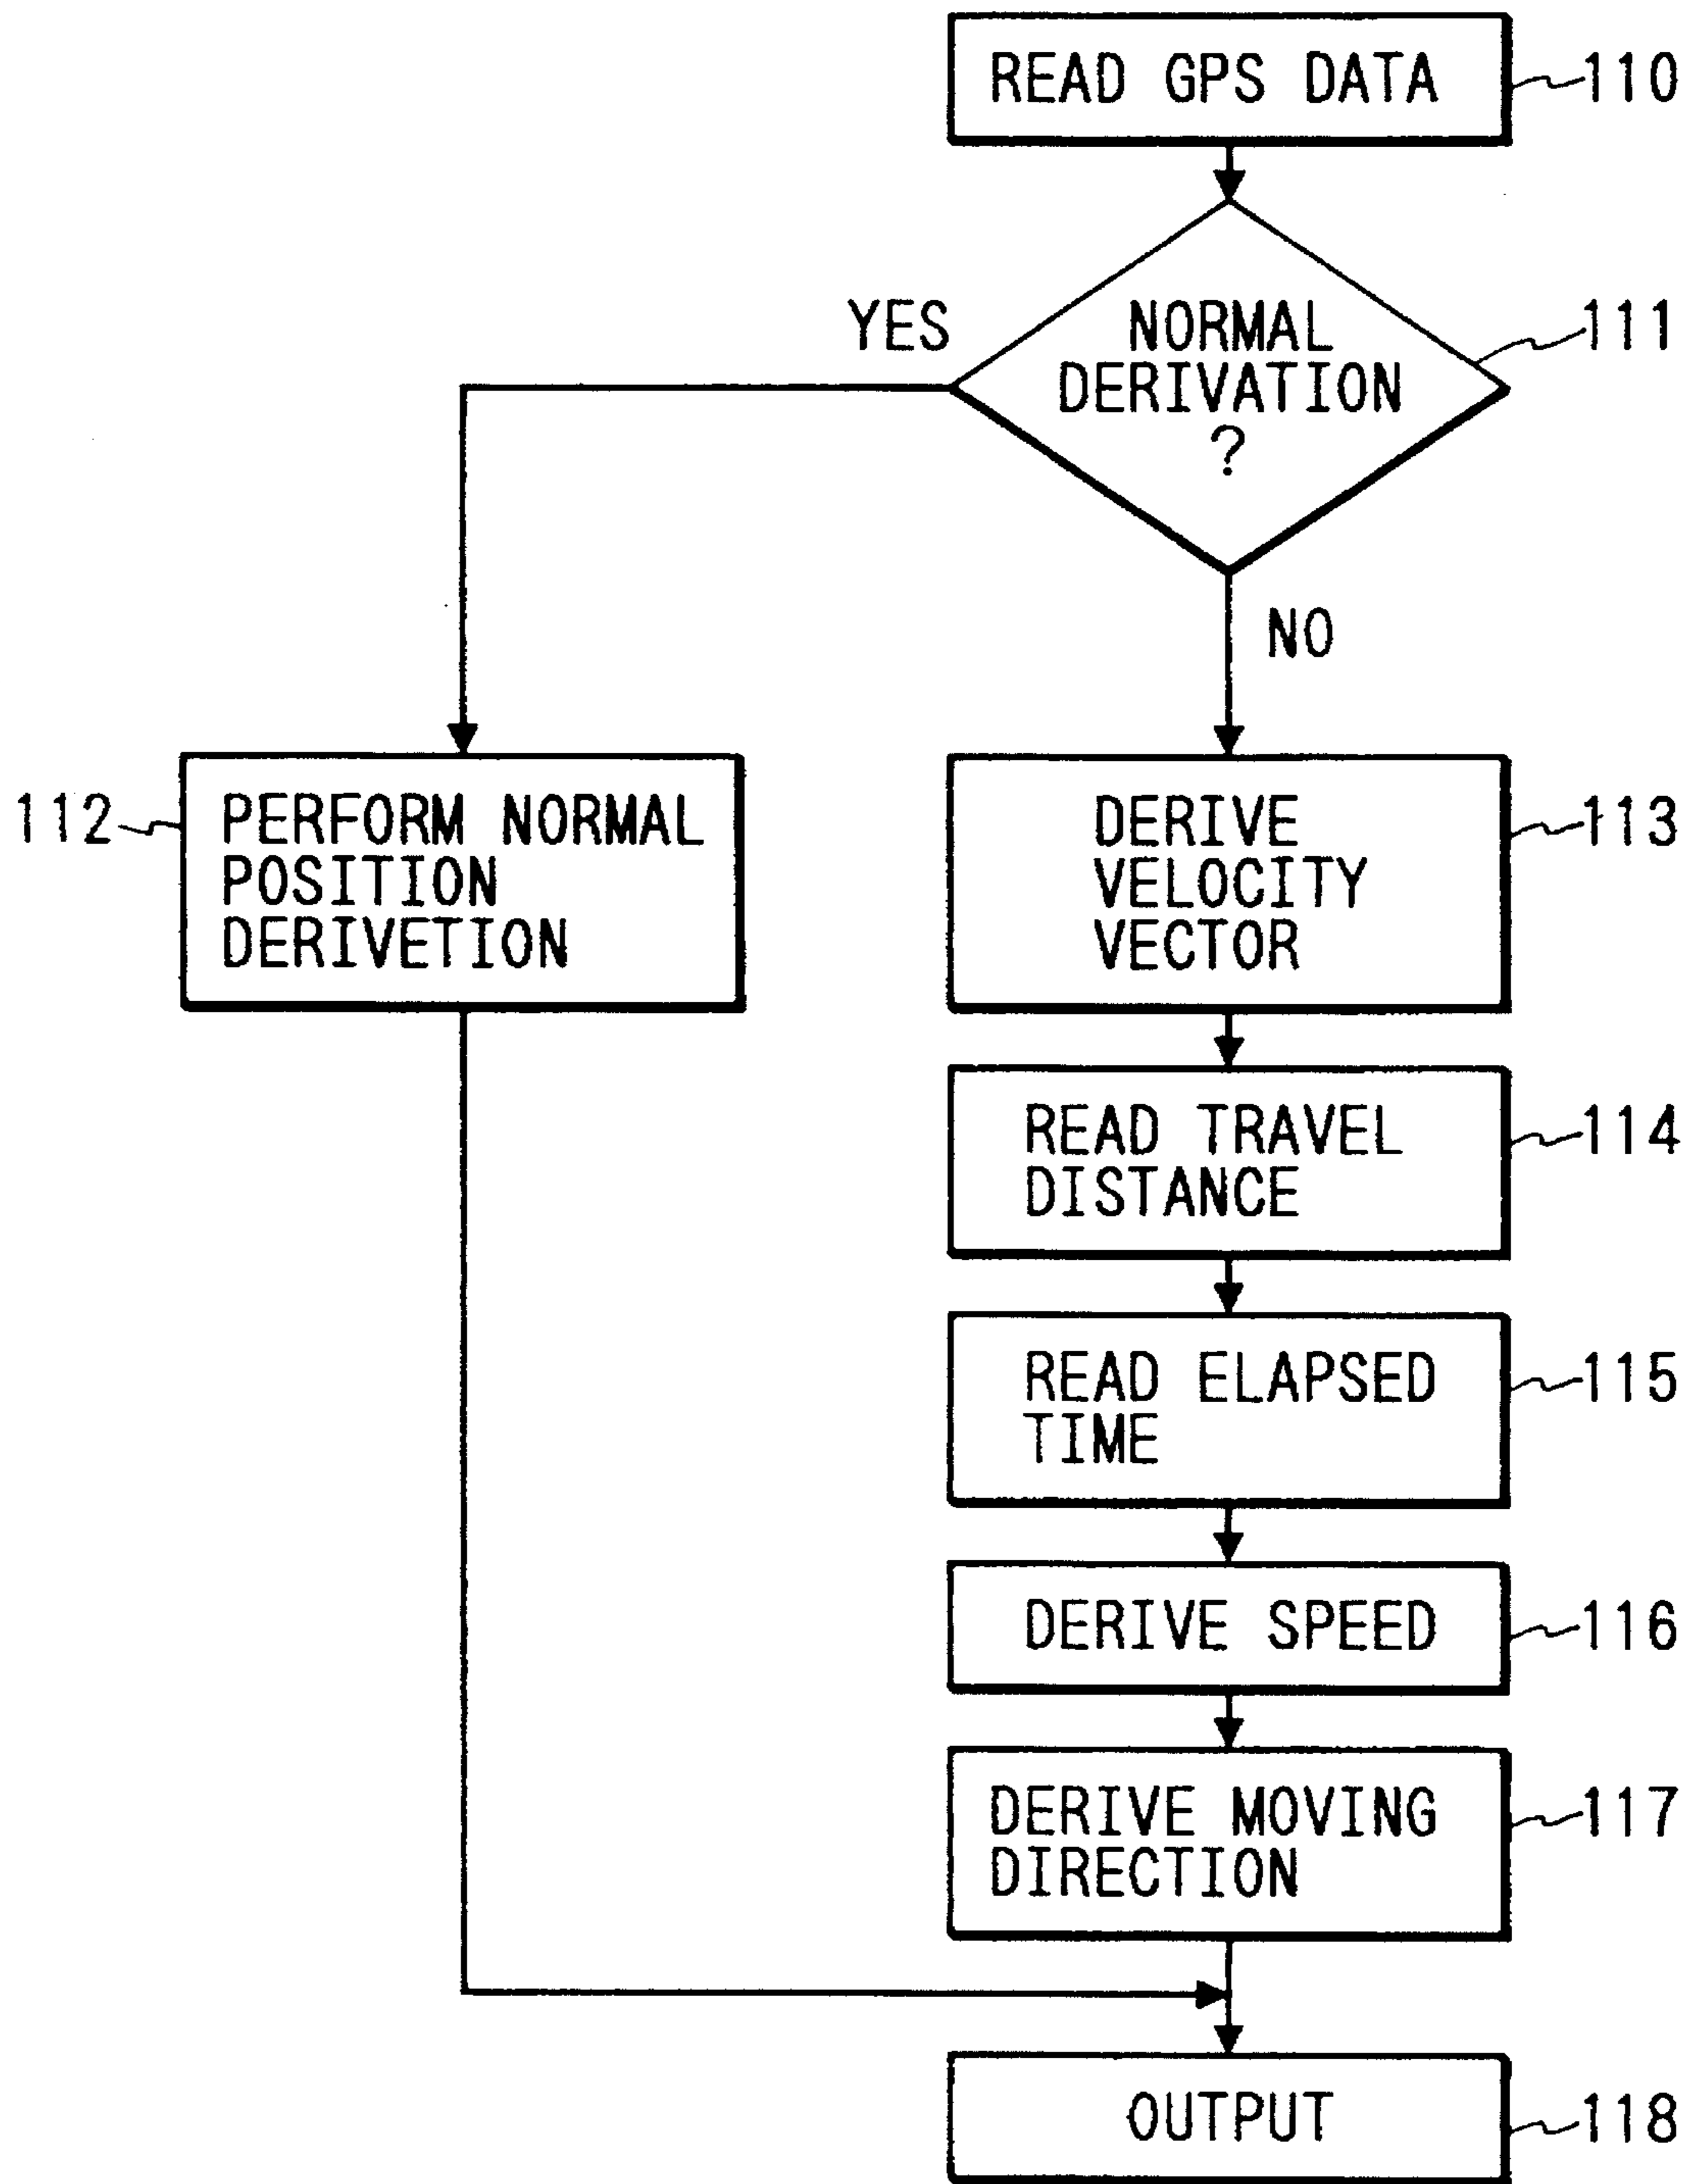 READ GPS DATA
110
YES
NORMAL
DERIVATION
?
111
NO
112
PERFORM NORMAL
POSITION
DERIVETION
DERIVE
VELOCITY
VECTOR
113
READ TRAVEL
DISTANCE
114
READ ELAPSED
TIME
115
DERIVE SPEED
116
DERIVE MOVING
DIRECTION
117
OUTPUT
118